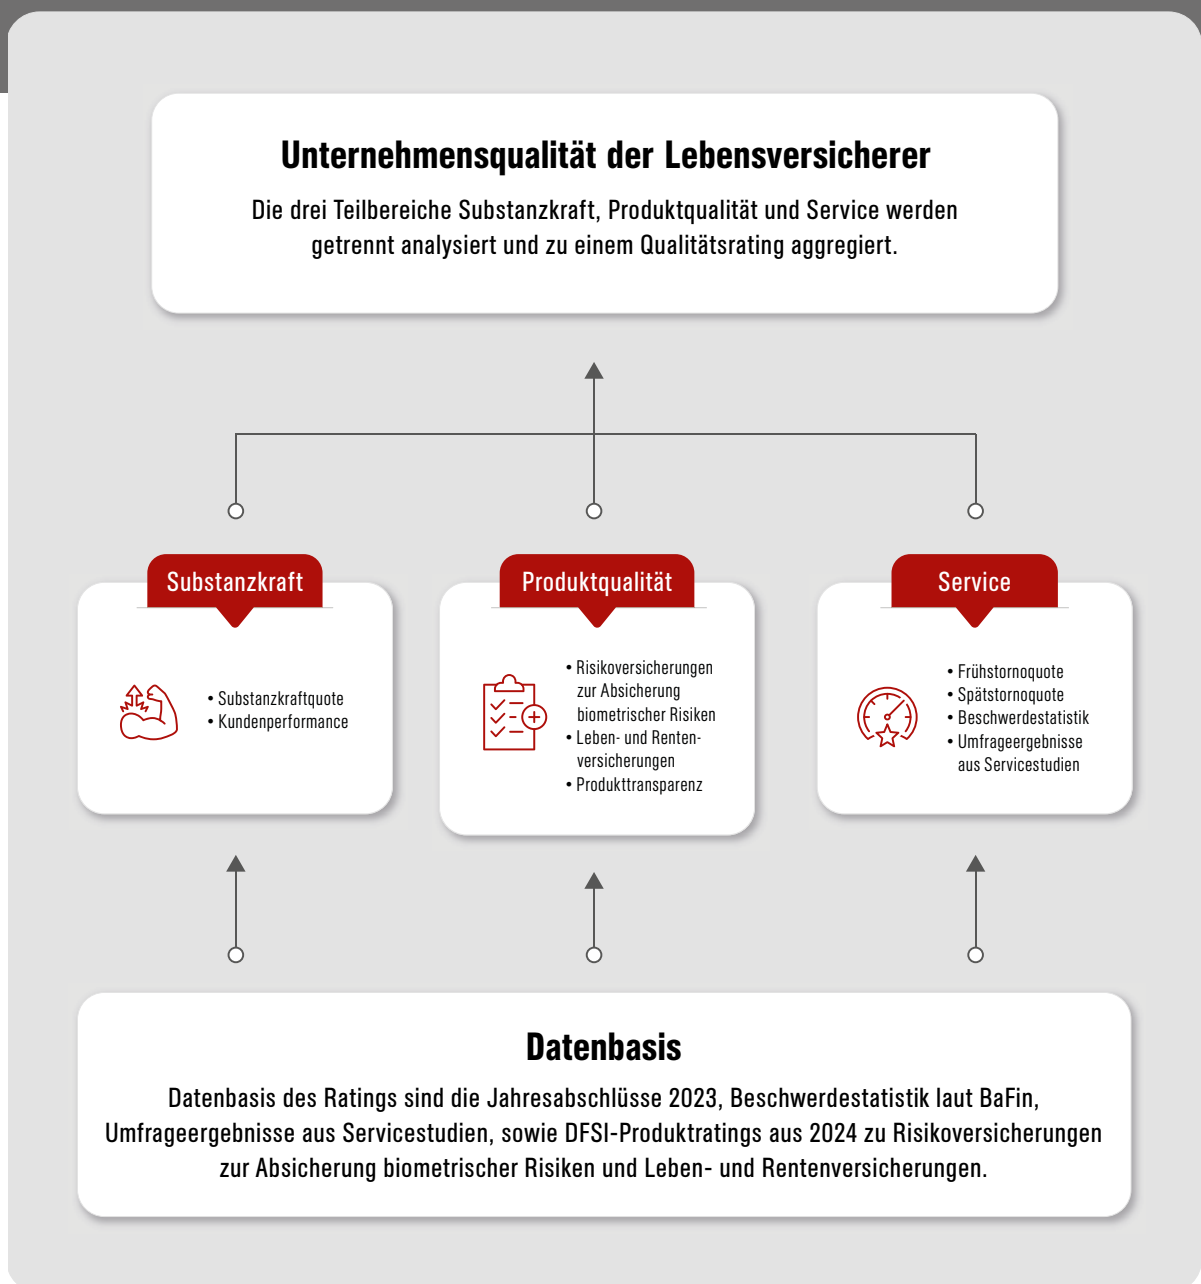 Unternehmensqualität der Lebensversicherer
Die drei Teilbereiche Substanzkraft, Produktqualität und Service werden
getrennt analysiert und zu einem Qualitätsrating aggregiert.
Substanzkraft
• Substanzkraftquote
• Kundenperformance
Produktqualität
• Risikoversicherungen
zur Absicherung
biometrischer Risiken
• Leben- und Renten-
versicherungen
• Produkttransparenz
Service
• Frühstornoquote
• Spätstornoquote
• Beschwerdestatistik
• Umfrageergebnisse
aus Servicestudien
Datenbasis
Datenbasis des Ratings sind die Jahresabschlüsse 2023, Beschwerdestatistik laut BaFin,
Umfrageergebnisse aus Servicestudien, sowie DFSI-Produktratings aus 2024 zu Risikoversicherungen
zur Absicherung biometrischer Risiken und Leben- und Rentenversicherungen.